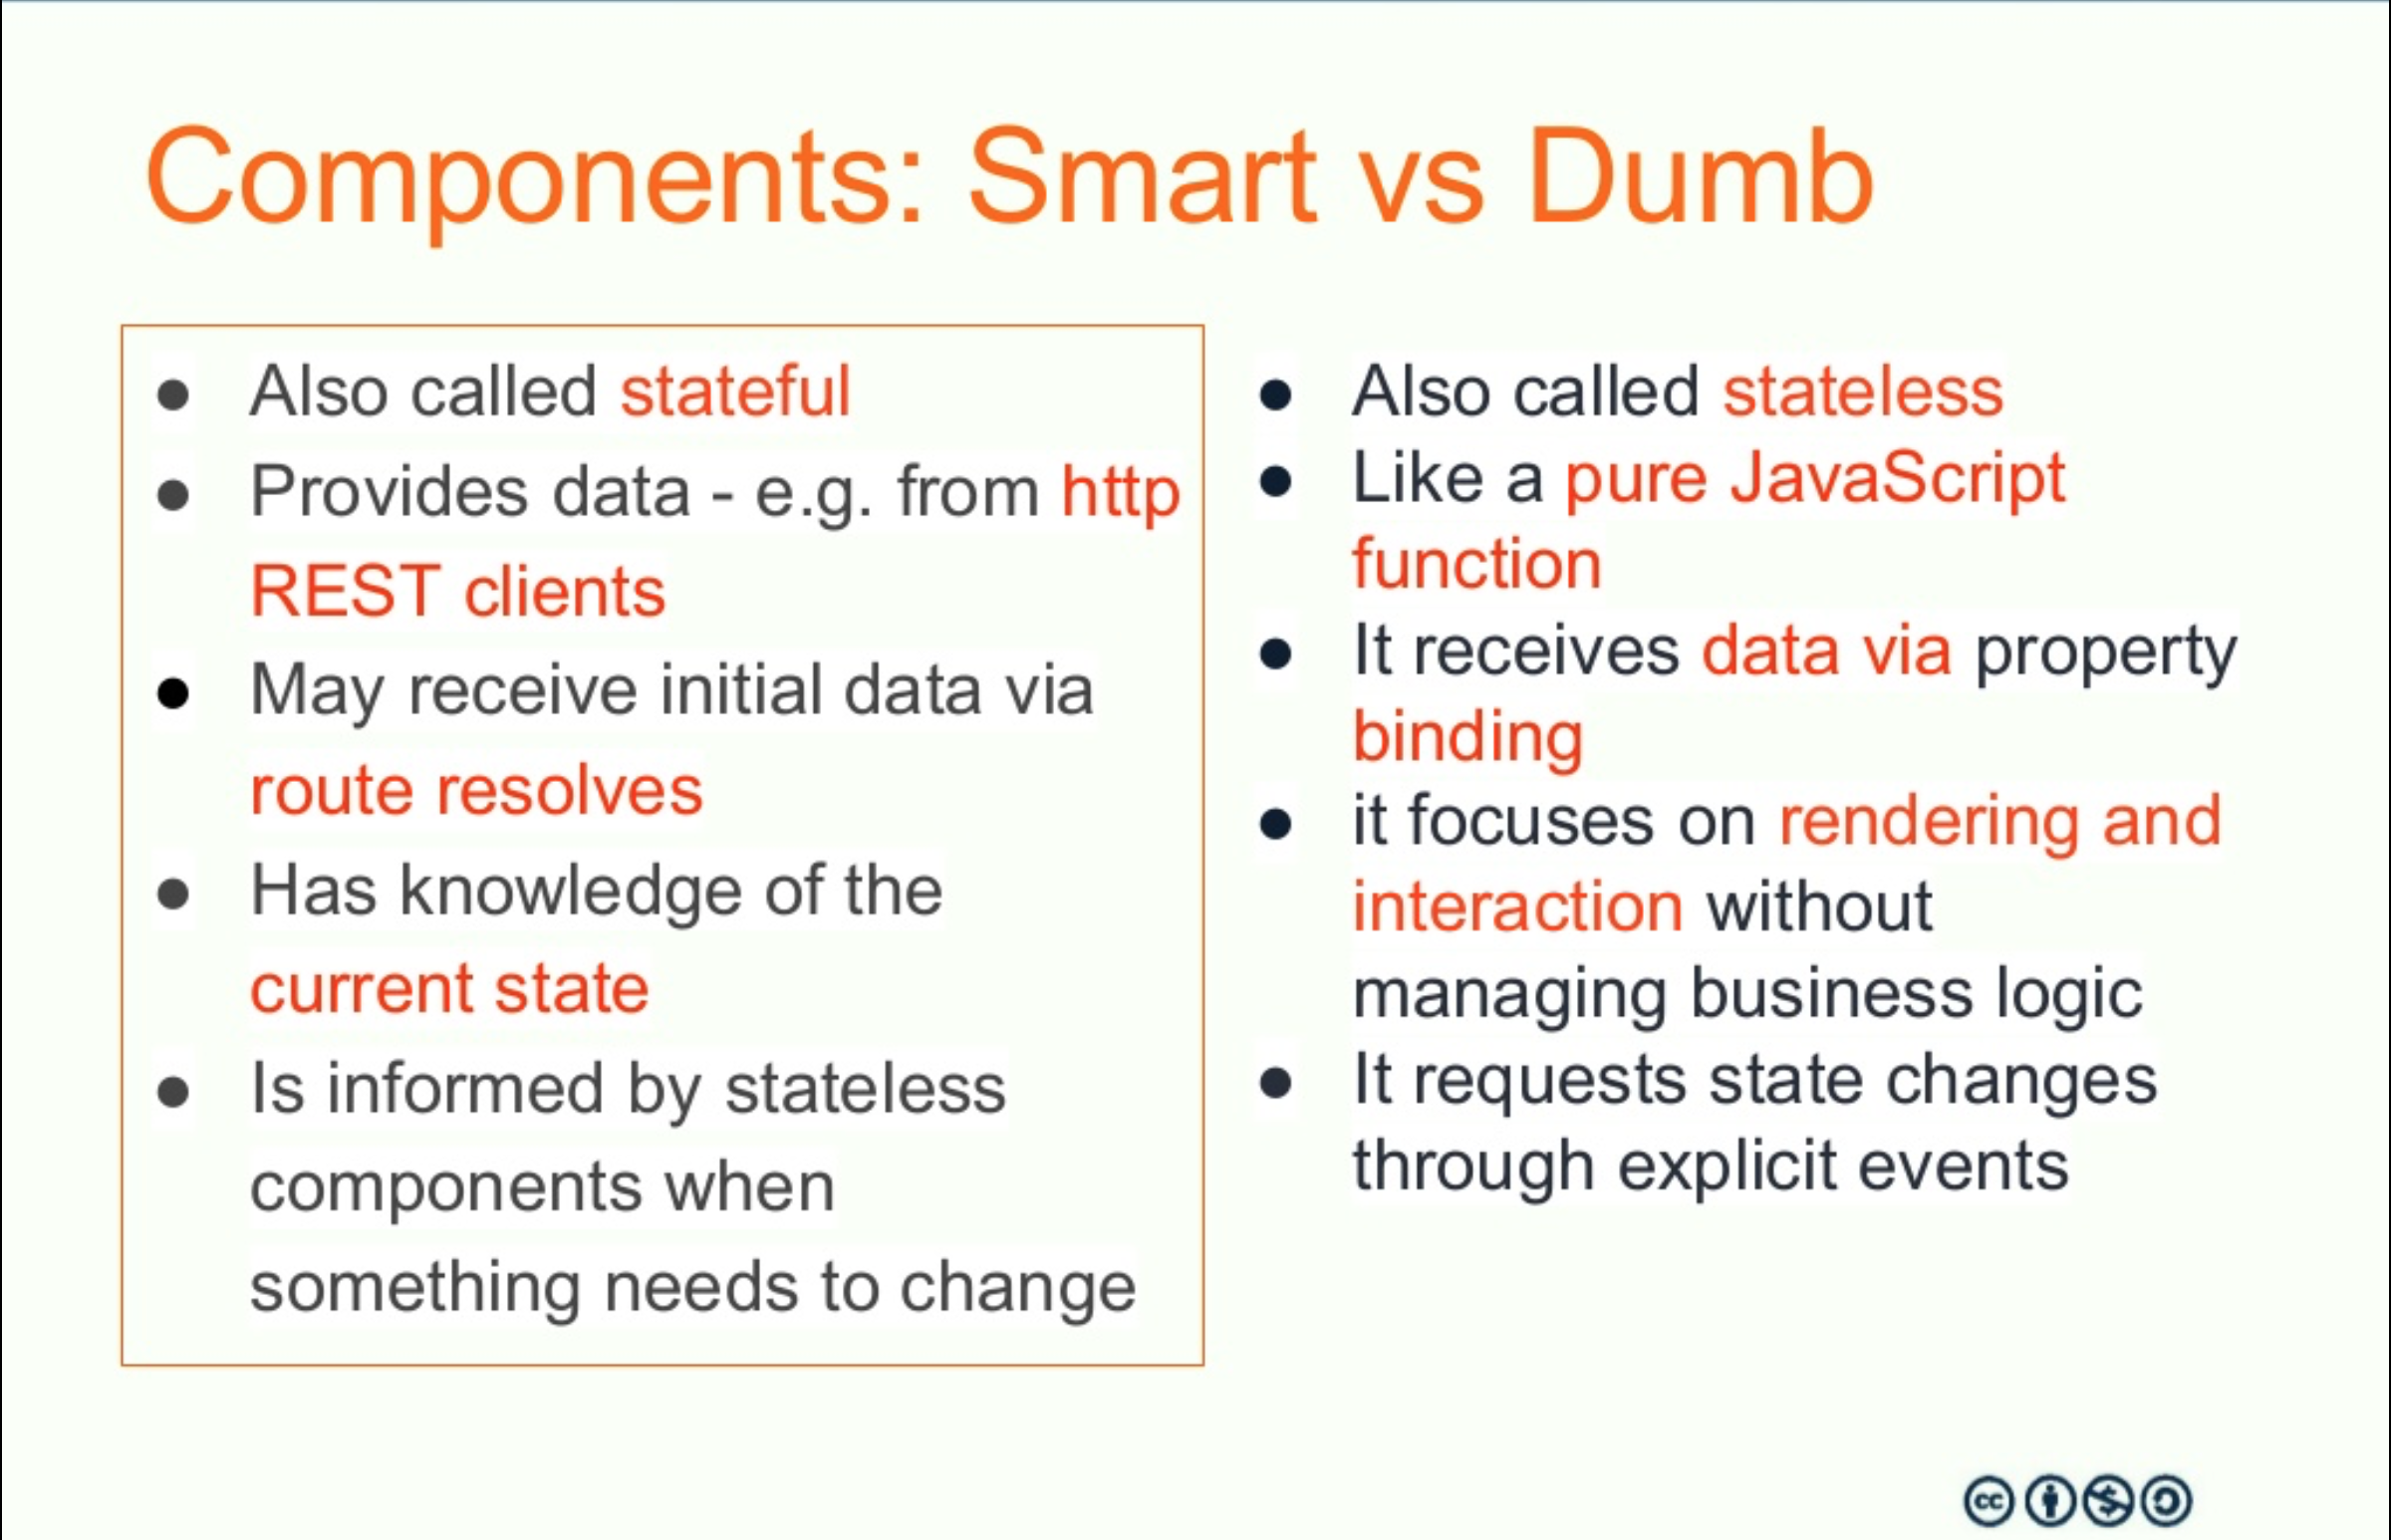 Components: Smart vs Dumb
● Also called stateful
● Provides data - e.g. from http
REST clients
● May receive initial data via
route resolves
● Has knowledge of the
current state
● Is informed by stateless
components when
something needs to change
● Also called stateless
● Like a pure JavaScript
function
● It receives data via property
binding
● it focuses on rendering and
interaction without
managing business logic
● It requests state changes
through explicit events
cc